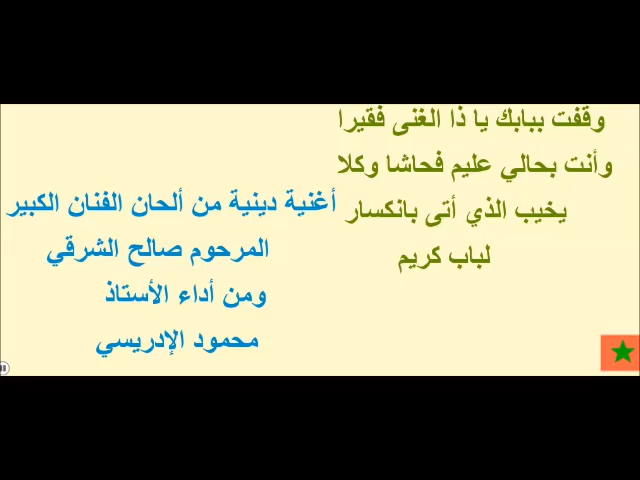 وقفت ببابك يا ذا الغنى فقيرا
وأنت بحالي عليم فحاشا وكلا
يخيب الذي أتى بانكسار
لباب كريم
أغنية دينية من ألحان الفنان الكبير
المرحوم صالح الشرقي
ومن أداء الأستاذ
محمود الإدريسي